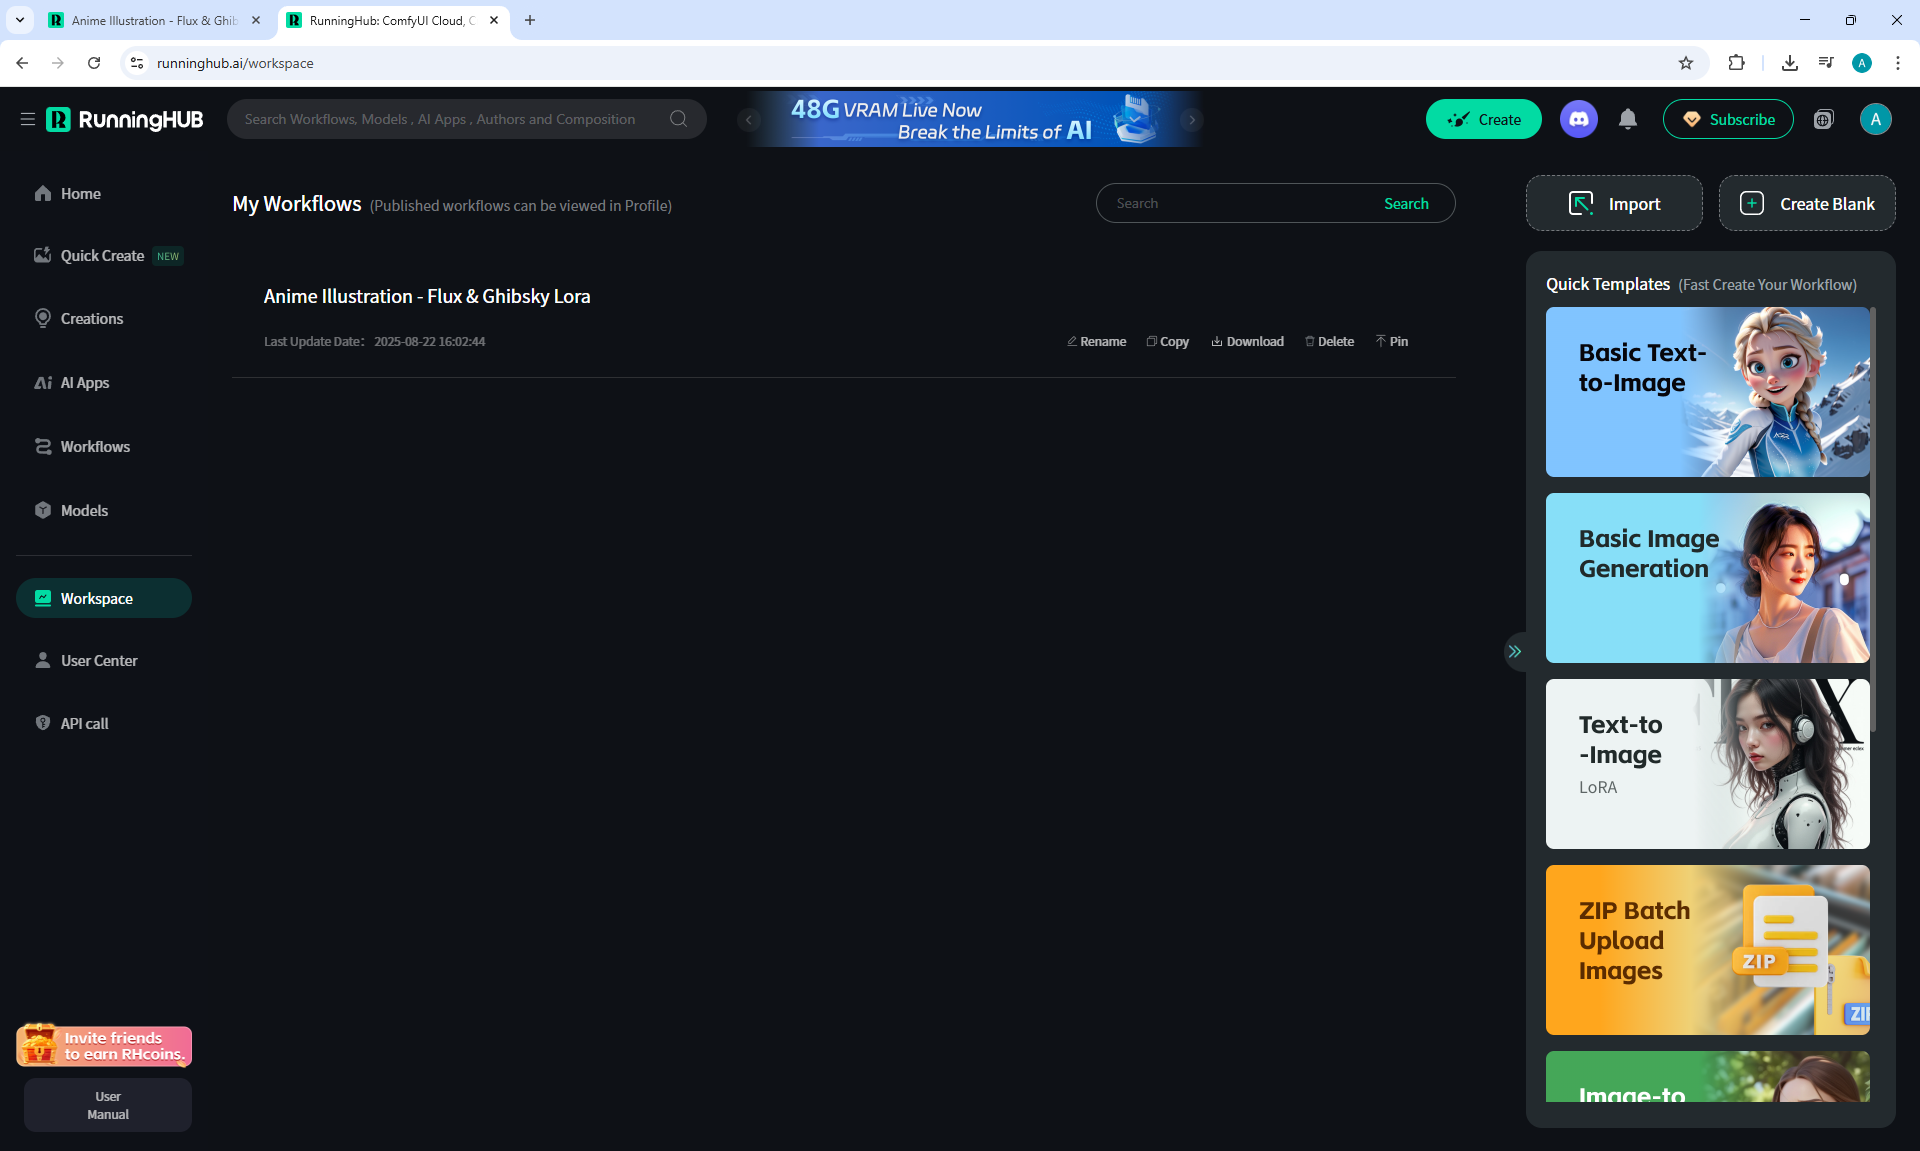 Anime Illustration - Flux & Ghib
RunningHub: ComfyUI Cloud, C
runninghub.ai/workspace
A
RunningHUB
Search Workflows, Models , AI Apps , Authors and Composition
48G VRAM Live Now
Break the Limits of AI
Create
Subscribe
A
Home
Quick Create NEW
Creations
AI Apps
Workflows
Models
Workspace
User Center
API call
Invite friends
to earn RHcoins.
User
Manual
My Workflows (Published workflows can be viewed in Profile)
Search
Search
Anime Illustration - Flux & Ghibsky Lora
Last Update Date: 2025-08-22 16:02:44
Rename
Copy
Download
Delete
Pin
Import
Create Blank
Quick Templates (Fast Create Your Workflow)
Basic Text-
to-Image
Basic Image
Generation
Text-to
-Image
LoRA
ZIP Batch
Upload
Images
ZIP
ZI
Image-to